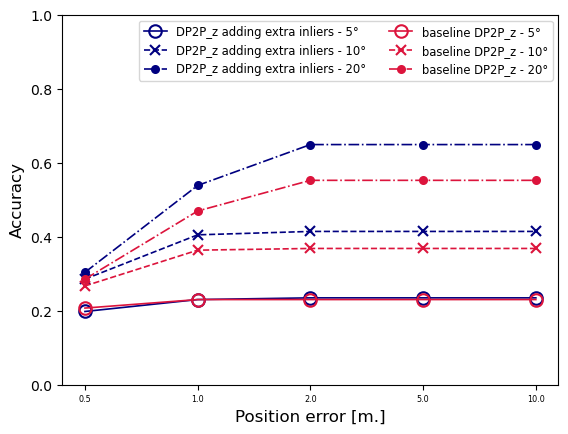 1.0
0.8
0.6
0.4
0.2
0.0
Accuracy
DP2P_z adding extra inliers - 5°
DP2P_z adding extra inliers - 10°
DP2P_z adding extra inliers - 20°
baseline DP2P_z - 5°
baseline DP2P_z - 10°
baseline DP2P_z - 20°
0.5 1.0 2.0 5.0 10.0
Position error [m.]